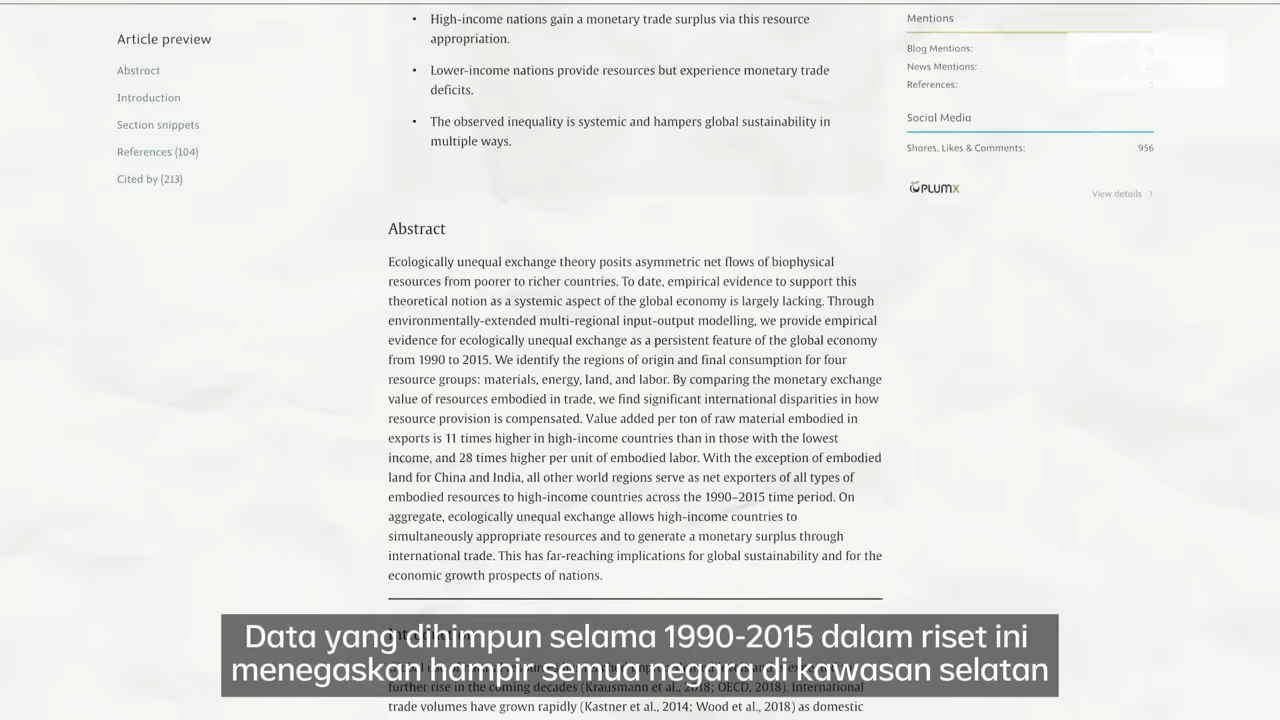 Article preview
Abstract
Introduction
Section snippets
References (104)
Cited by (213)
• High-income nations gain a monetary trade surplus via this resource
appropriation.
• Lower-income nations provide resources but experience monetary trade
deficits.
• The observed inequality is systemic and hampers global sustainability in
multiple ways.
Abstract
Ecologically unequal exchange theory posits asymmetric net flows of biophysical
resources from poorer to richer countries. To date, empirical evidence to support this
theoretical notion as a systemic aspect of the global economy is largely lacking. Through
environmentally-extended multi-regional input-output modelling, we provide empirical
evidence for ecologically unequal exchange as a persistent feature of the global economy
from 1990 to 2015. We identify the regions of origin and final consumption for four
resource groups: materials, energy, land, and labor. By comparing the monetary exchange
value of resources embodied in trade, we find significant international disparities in how
resource provision is compensated. Value added per ton of raw material embodied in
exports is 11 times higher in high-income countries than in those with the lowest
income, and 28 times higher per unit of embodied labor. With the exception of embodied
land for China and India, all other world regions serve as net exporters of all types of
embodied resources to high-income countries across the 1990–2015 time period. On
aggregate, ecologically unequal exchange allows high-income countries to
simultaneously appropriate resources and to generate a monetary surplus through
international trade. This has far-reaching implications for global sustainability and for the
economic growth prospects of nations.
further rise in the coming decades (Krausmann et al., 2018; OECD, 2018). International
trade volumes have grown rapidly (Kastner et al., 2014; Wood et al., 2018) as domestic
Mentions
Blog Mentions:
News Mentions:
References:
Social Media
Shares, Likes & Comments: 956
PLUMX
View details
Data yang dihimpun selama 1990-2015 dalam riset ini
menegaskan hampir semua negara di kawasan selatan